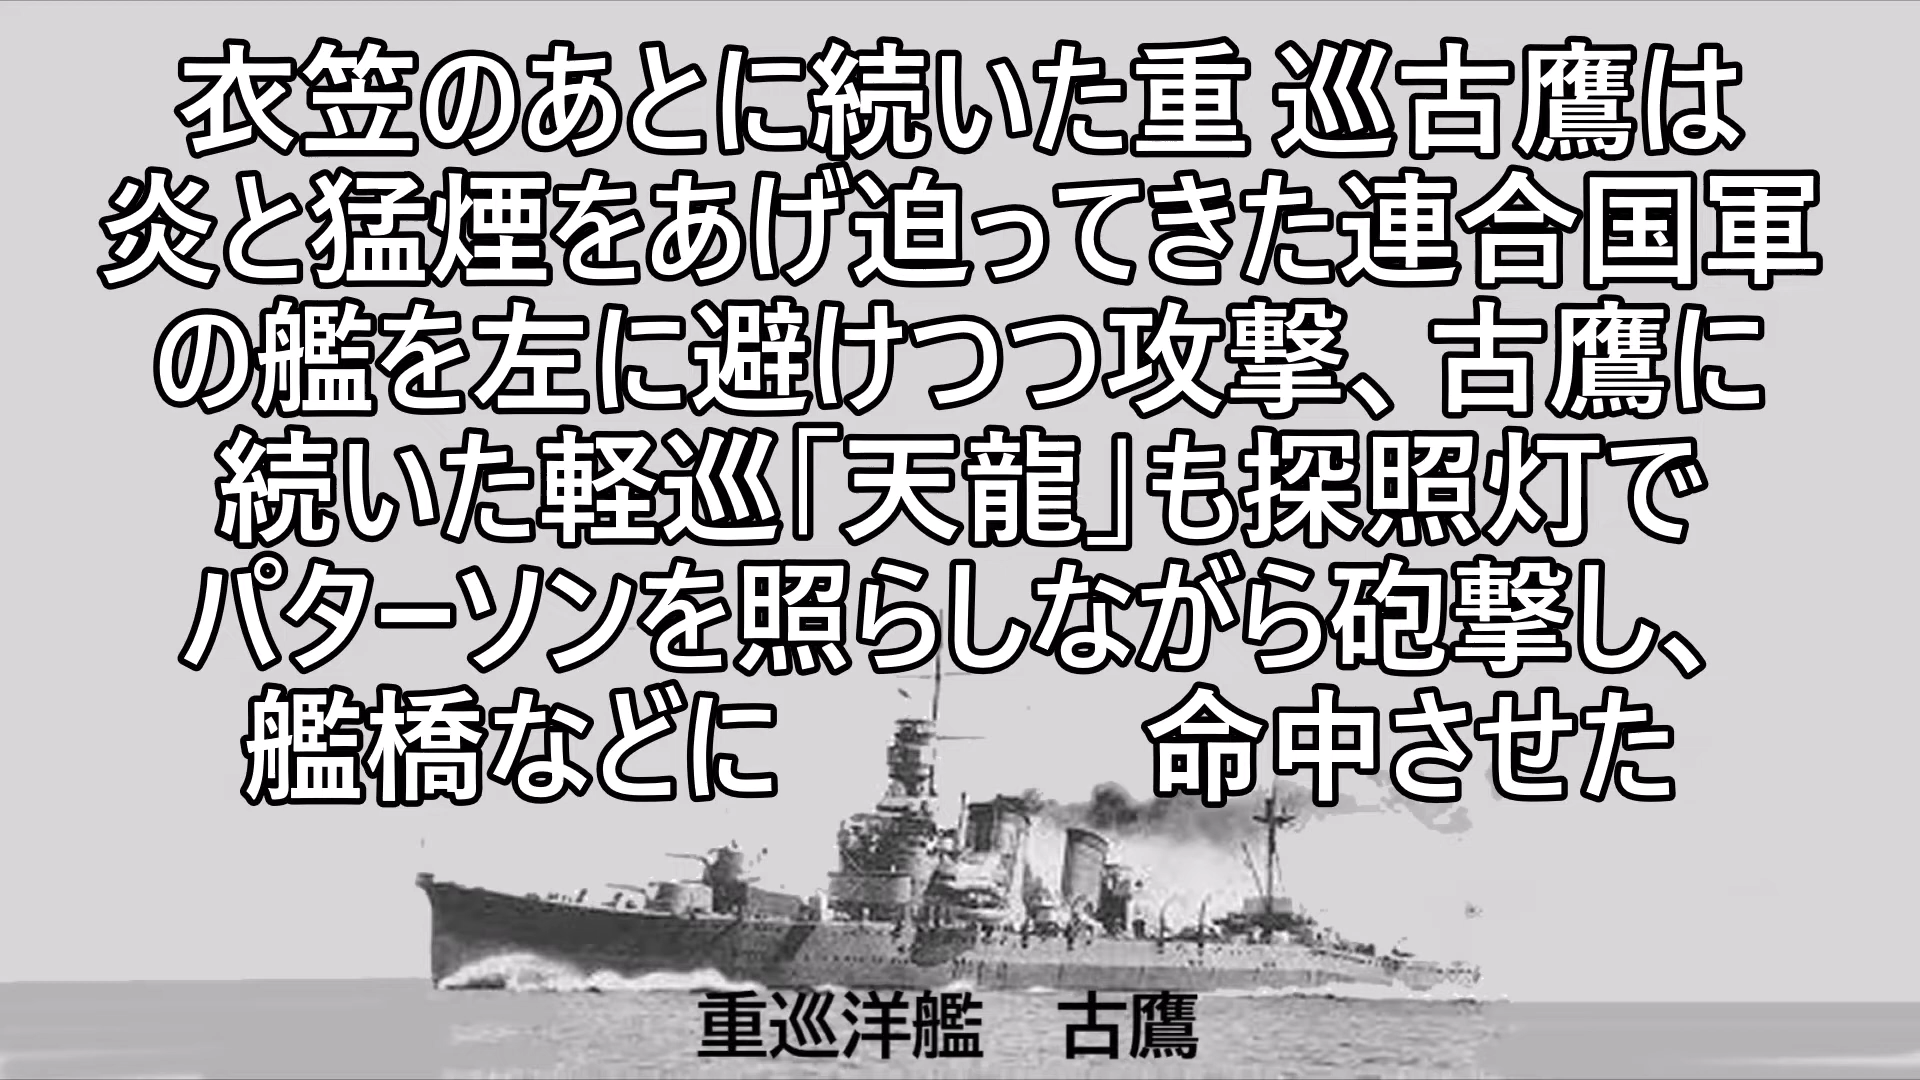 衣笠のあとに続いた重 巡古鷹は
炎と猛煙をあげ迫ってきた連合国軍
の艦を左に避けつつ攻撃、古鷹に
続いた軽巡「天龍」も探照灯で
パターソンを照らしながら砲撃し、
艦橋などに　　　命中させた
重巡洋艦　古鷹